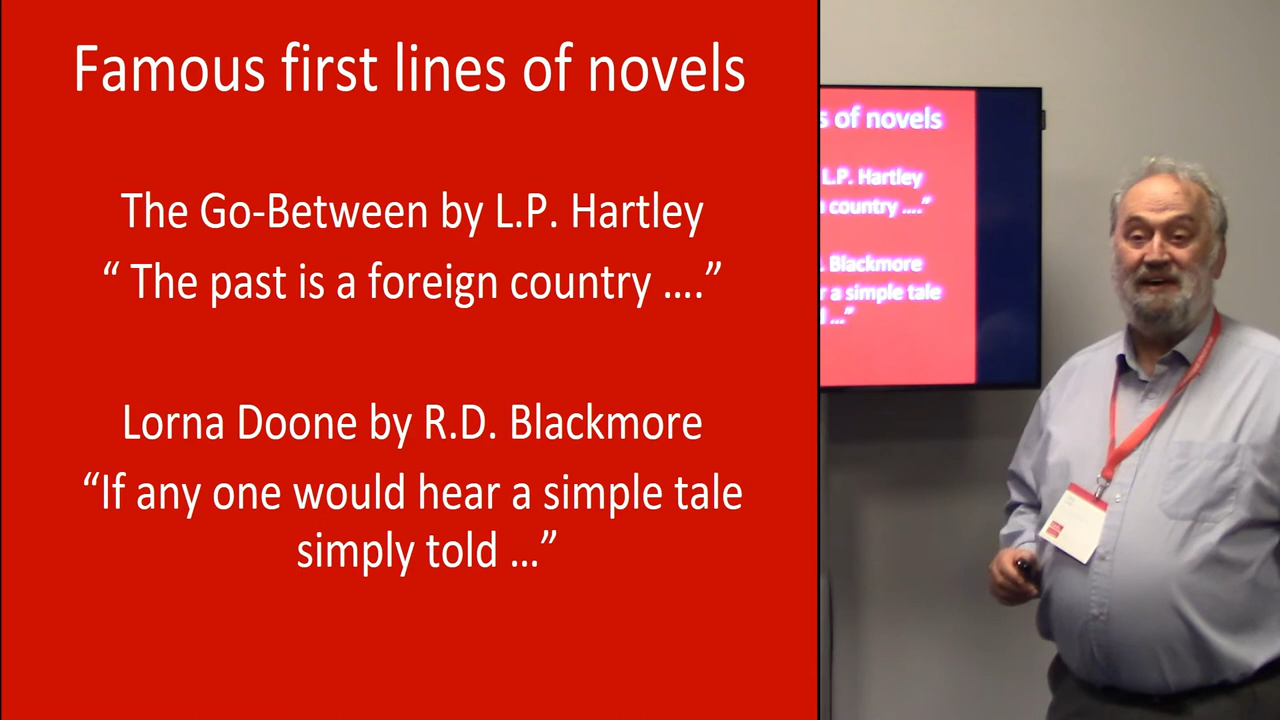 Famous first lines of novels
The Go-Between by L.P. Hartley
“ The past is a foreign country ….”
Lorna Doone by R.D. Blackmore
“If any one would hear a simple tale
simply told …”
s of novels
L.P. Hartley
country ….”
. Blackmore
r a simple tale
…”